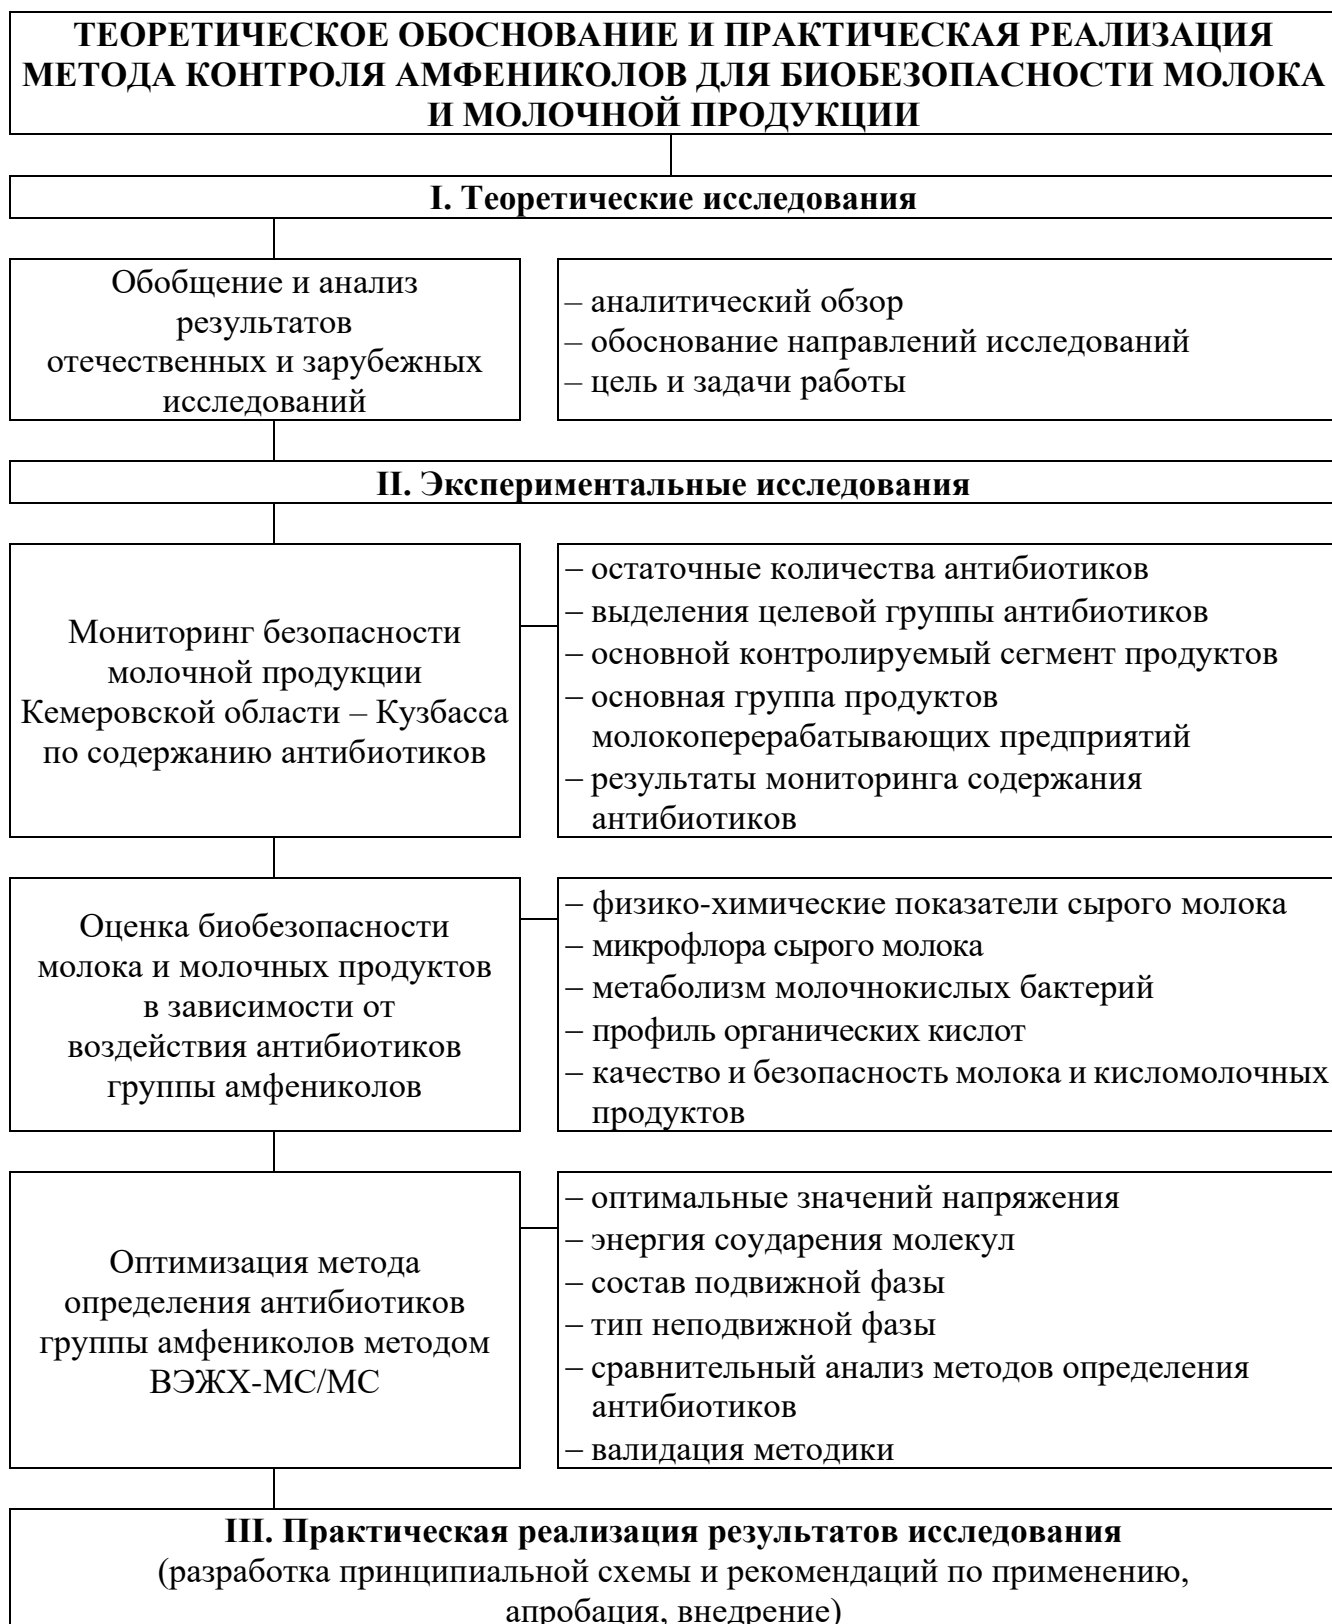 ТЕОРЕТИЧЕСКОЕ ОБОСНОВАНИЕ И ПРАКТИЧЕСКАЯ РЕАЛИЗАЦИЯ
МЕТОДА КОНТРОЛЯ АМФЕНИКОЛОВ ДЛЯ БИОБЕЗОПАСНОСТИ МОЛОКА
И МОЛОЧНОЙ ПРОДУКЦИИ
I. Теоретические исследования
Обобщение и анализ
результатов
отечественных и зарубежных
исследований
– аналитический обзор
– обоснование направлений исследований
– цель и задачи работы
II. Экспериментальные исследования
Мониторинг безопасности
молочной продукции
Кемеровской области – Кузбасса
по содержанию антибиотиков
– остаточные количества антибиотиков
– выделения целевой группы антибиотиков
– основной контролируемый сегмент продуктов
– основная группа продуктов
молокоперерабатывающих предприятий
– результаты мониторинга содержания
антибиотиков
Оценка биобезопасности
молока и молочных продуктов
в зависимости от
воздействия антибиотиков
группы амфениколов
– физико-химические показатели сырого молока
– микрофлора сырого молока
– метаболизм молочнокислых бактерий
– профиль органических кислот
– качество и безопасность молока и кисломолочных
продуктов
Оптимизация метода
определения антибиотиков
группы амфениколов методом
ВЭЖХ-МС/МС
– оптимальные значений напряжения
– энергия соударения молекул
– состав подвижной фазы
– тип неподвижной фазы
– сравнительный анализ методов определения
антибиотиков
– валидация методики
III. Практическая реализация результатов исследования
(разработка принципиальной схемы и рекомендаций по применению,
апробация, внедрение)